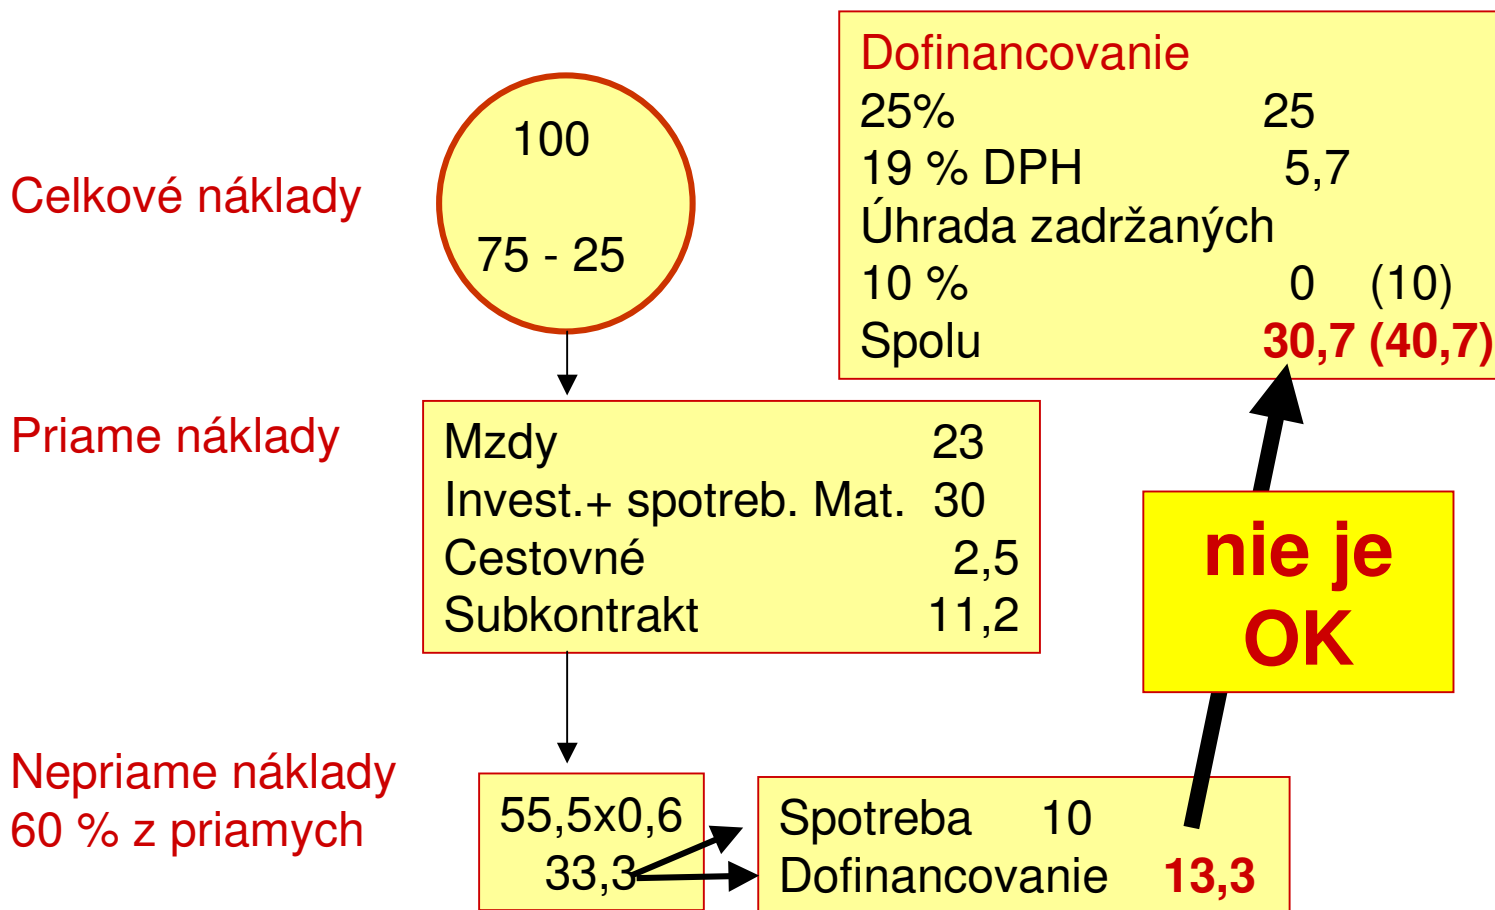 Celkové náklady
100
75 - 25
Dofinancovanie
25% 25
19 % DPH 5,7
Úhrada zadržaných
10 % 0 (10)
Spolu 30,7 (40,7)
Priame náklady
Mzdy 23
Invest.+ spotreb. Mat. 30
Cestovné 2,5
Subkontrakt 11,2
nie je
OK
Nepriame náklady
60 % z priamych
55,5x0,6
33,3
Spotreba 10
Dofinancovanie 13,3